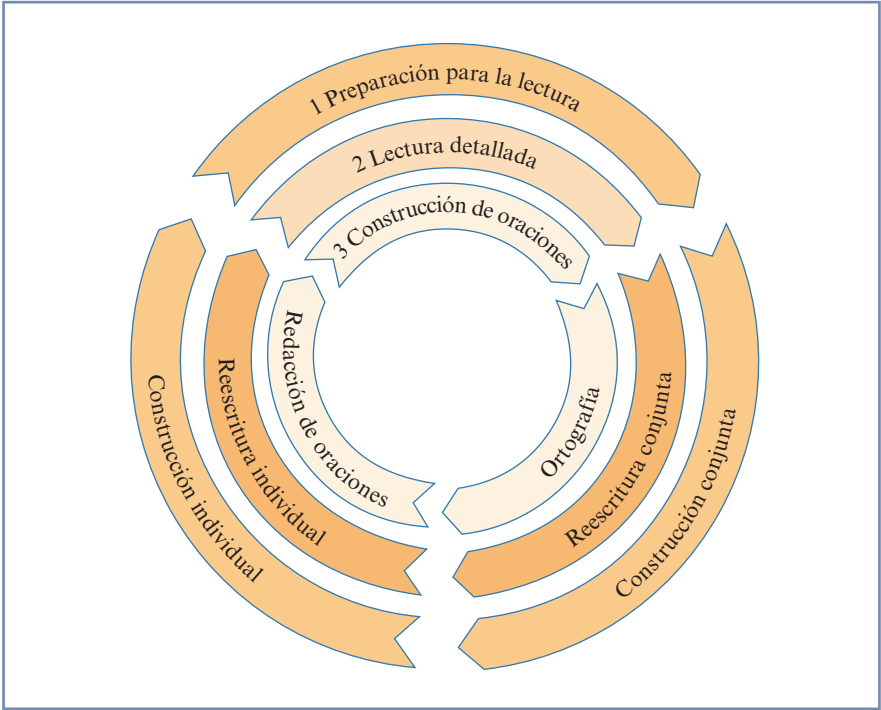 1 Preparación para la lectura
2 Lectura detallada
3 Construcción de oraciones
Ortografía
Reescritura conjunta
Construcción conjunta
Redacción de oraciones
Reescritura individual
Construcción individual